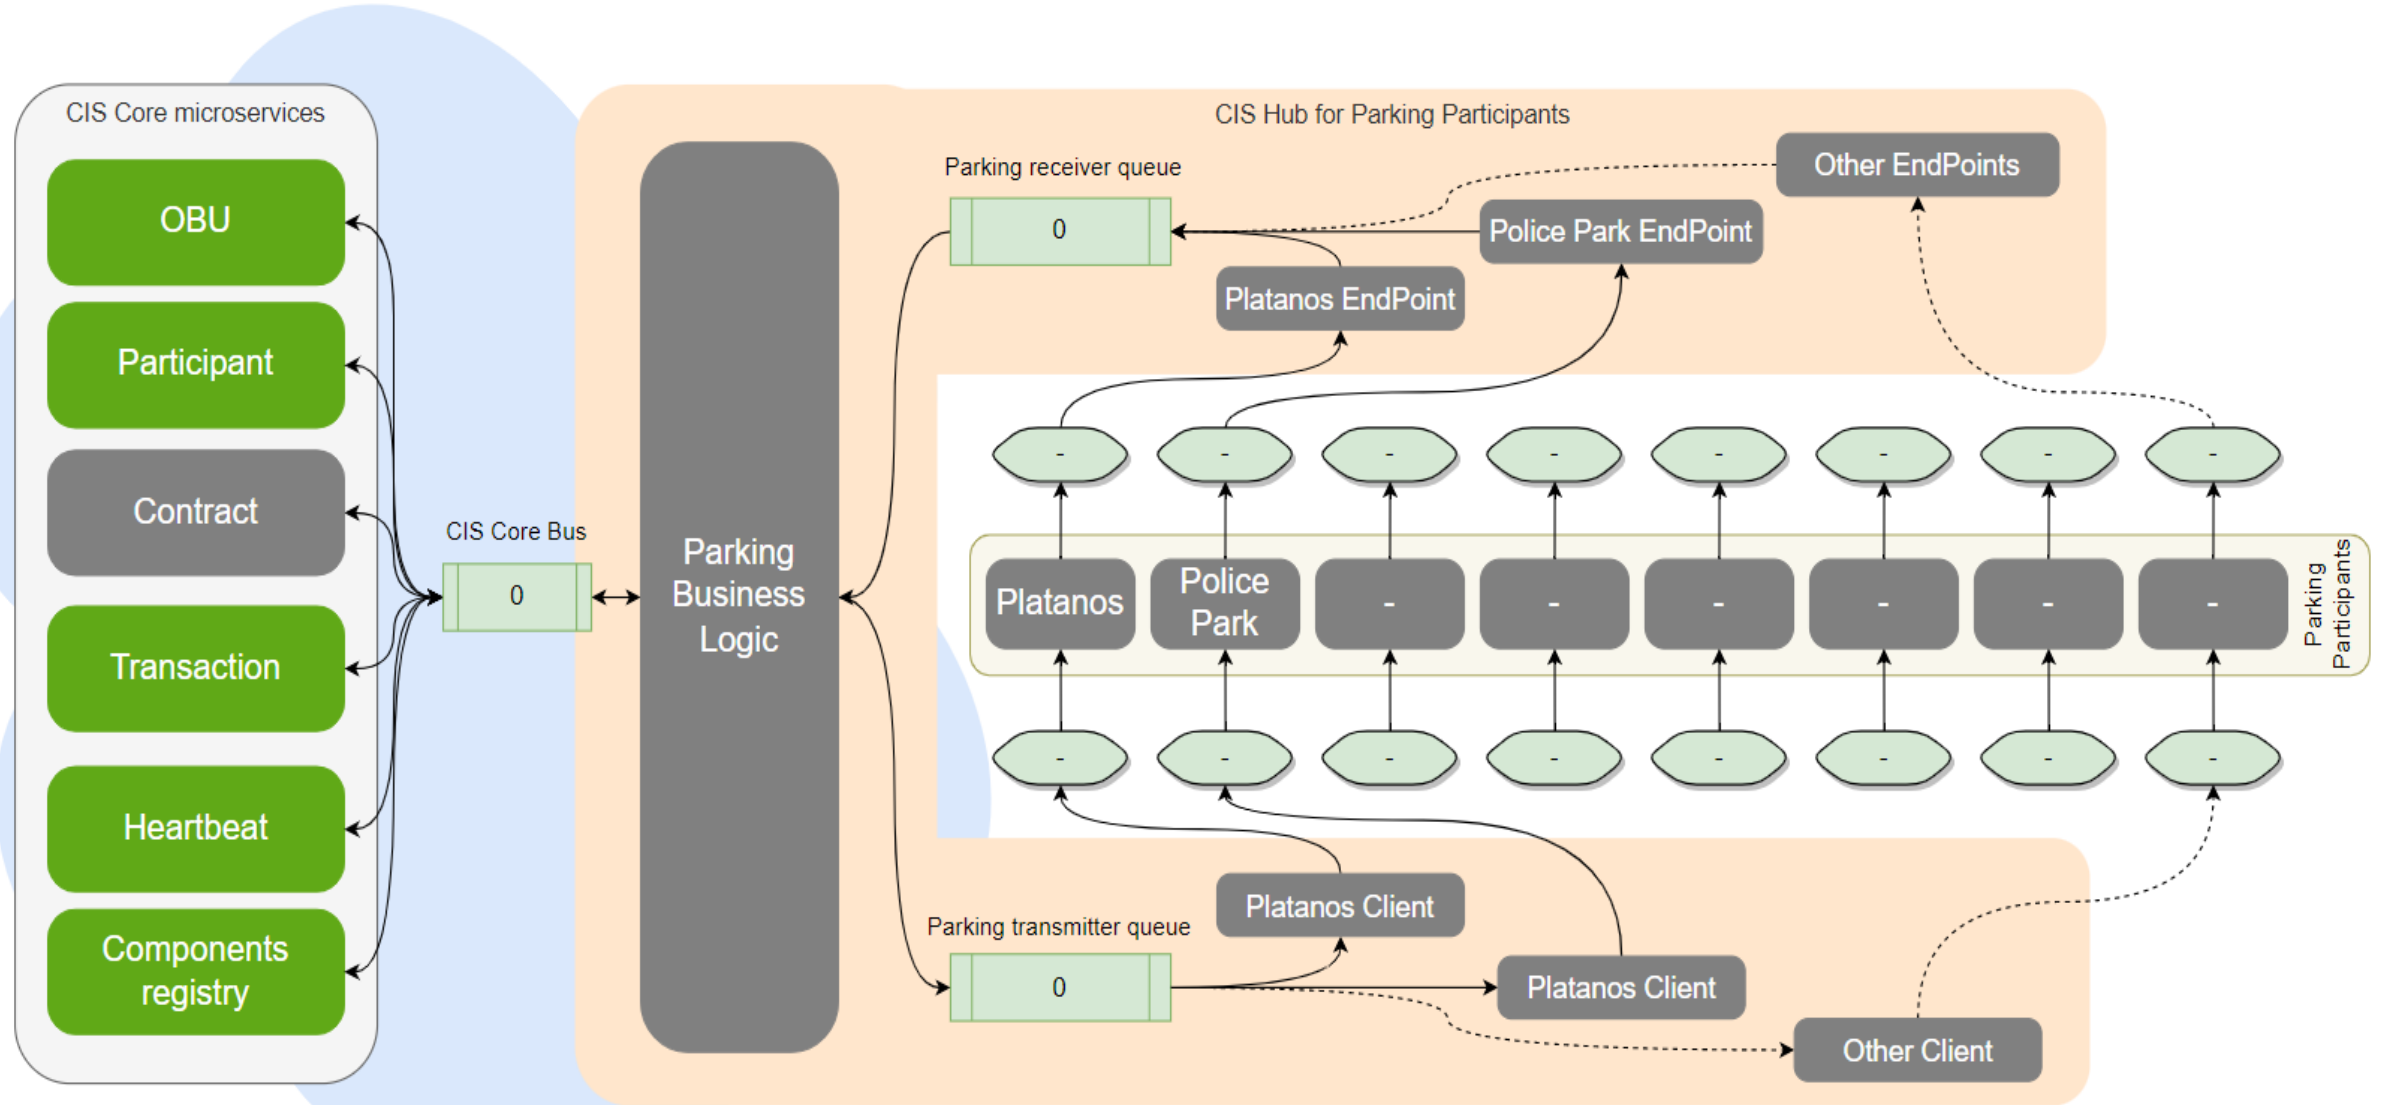 CIS Core microservices
OBU
Participant
Contract
Transaction
Heartbeat
Components
registry
CIS Core Bus
0
Parking
Business
Logic
CIS Hub for Parking Participants
Parking receiver queue
0
Other EndPoints
Police Park EndPoint
Platanos EndPoint
- - - - - - - -
Platanos
Police
Park
- - - - - -
Parking
Participants
- - - - - - - -
Platanos Client
Parking transmitter queue
0
Platanos Client
Other Client